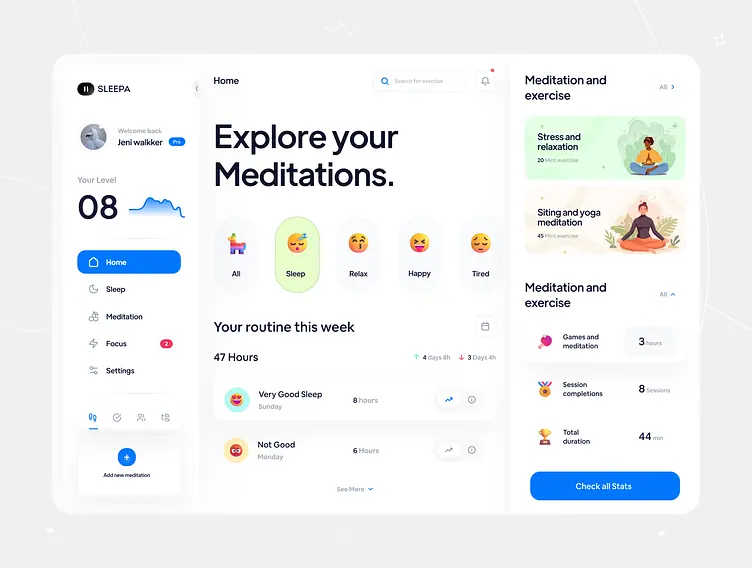 SLEEPA
Welcome back
Jeni walkker
Pro
Your Level
08
Home
Sleep
Meditation
Focus
2
Settings
Add new meditation
Home
Search for exercise
Explore your
Meditations.
All
Sleep
Relax
Happy
Tired
Your routine this week
47 Hours
4 days 8h
3 Days 4h
Very Good Sleep
Sunday
8 hours
Not Good
Monday
6 Hours
See More
Meditation and
exercise
All
Stress and
relaxation
20 Mint exercise
Siting and yoga
meditation
45 Mint exercise
Meditation and
exercise
All
Games and
meditation
3 hours
Session
completions
8 Sessions
Total
duration
44 min
Check all Stats